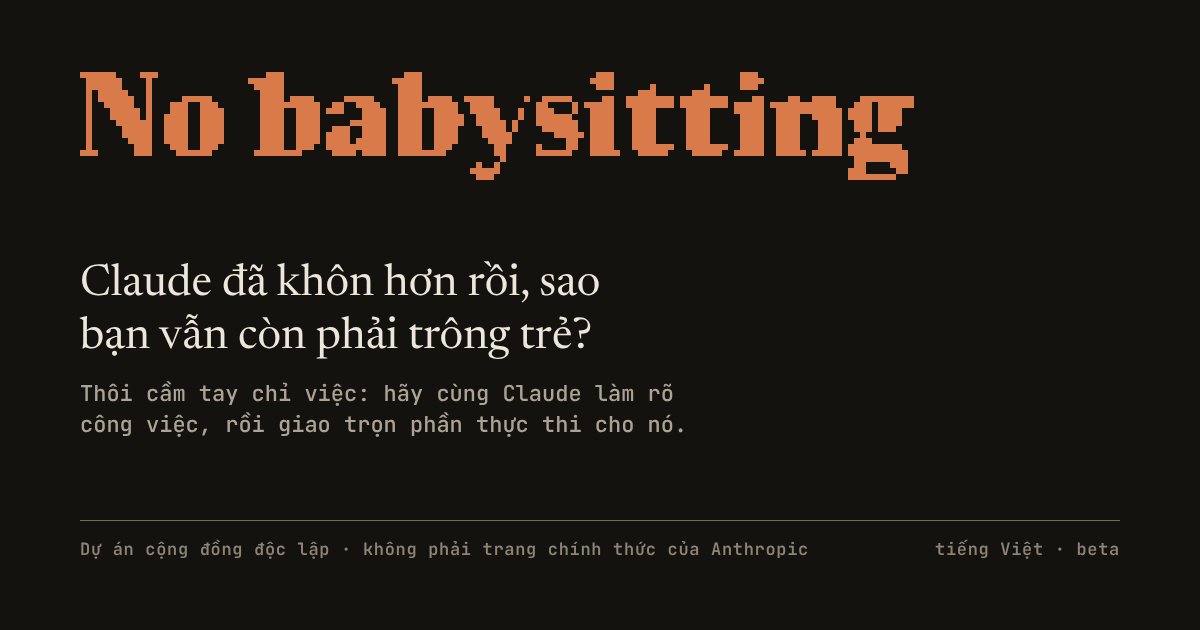 No babysitting
Claude đã khôn hơn rồi, sao
bạn vẫn còn phải trông trẻ?
Thôi cầm tay chỉ việc: hãy cùng Claude làm rõ
công việc, rồi giao trọn phần thực thi cho nó.
Dự án cộng đồng độc lập · không phải trang chính thức của Anthropic
tiếng Việt · beta